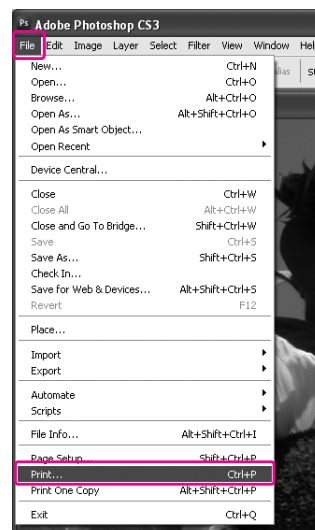 Ps Adobe Photoshop CS3
File Edit Image Layer Select Filter View Window Hel
New... Ctrl+N
Open... Ctrl+O
Browse... Alt+Ctrl+O
Open As... Alt+Shift+Ctrl+O
Open As Smart Object...
Open Recent
Device Central...
Close Ctrl+W
Close All Alt+Ctrl+W
Close and Go To Bridge... Shift+Ctrl+W
Save Ctrl+S
Save As... Shift+Ctrl+S
Check In...
Save for Web & Devices... Alt+Shift+Ctrl+S
Revert F12
Place...
Import
Export
Automate
Scripts
File Info... Alt+Shift+Ctrl+I
Page Setup... Shift+Ctrl+P
Print... Ctrl+P
Print One Copy Alt+Shift+Ctrl+P
Exit Ctrl+Q